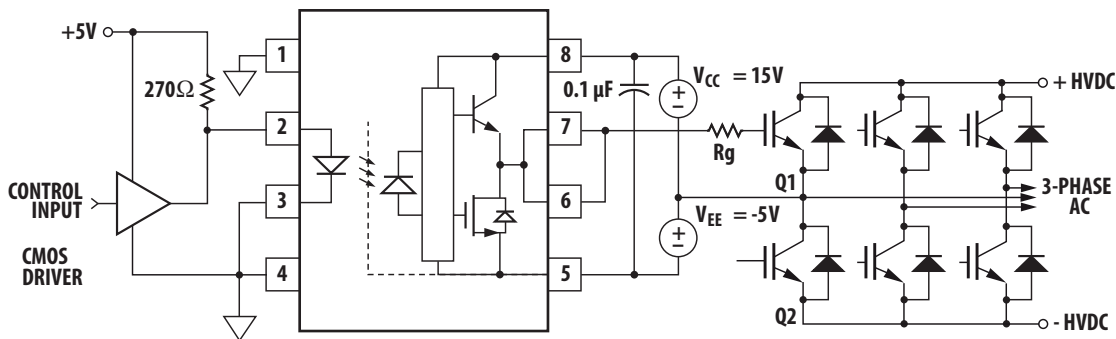 +5V
270Ω
CONTROL
INPUT
CMOS
DRIVER
1
2
3
4
8
7
6
5
0.1 µF
VCC = 15V
VEE = -5V
Rg
Q1
Q2
+ HVDC
3-PHASE
AC
- HVDC